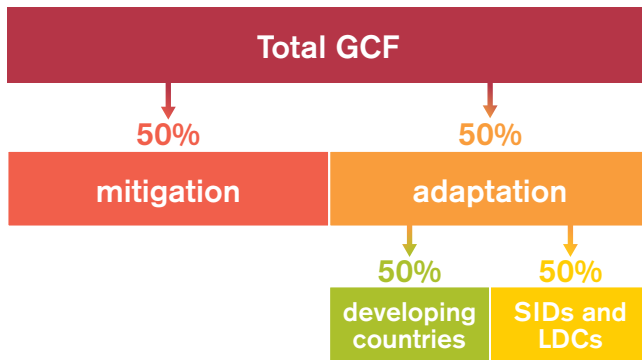 Total GCF
50%
50%
mitigation
adaptation
50%
50%
developing
countries
SIDs and
LDCs